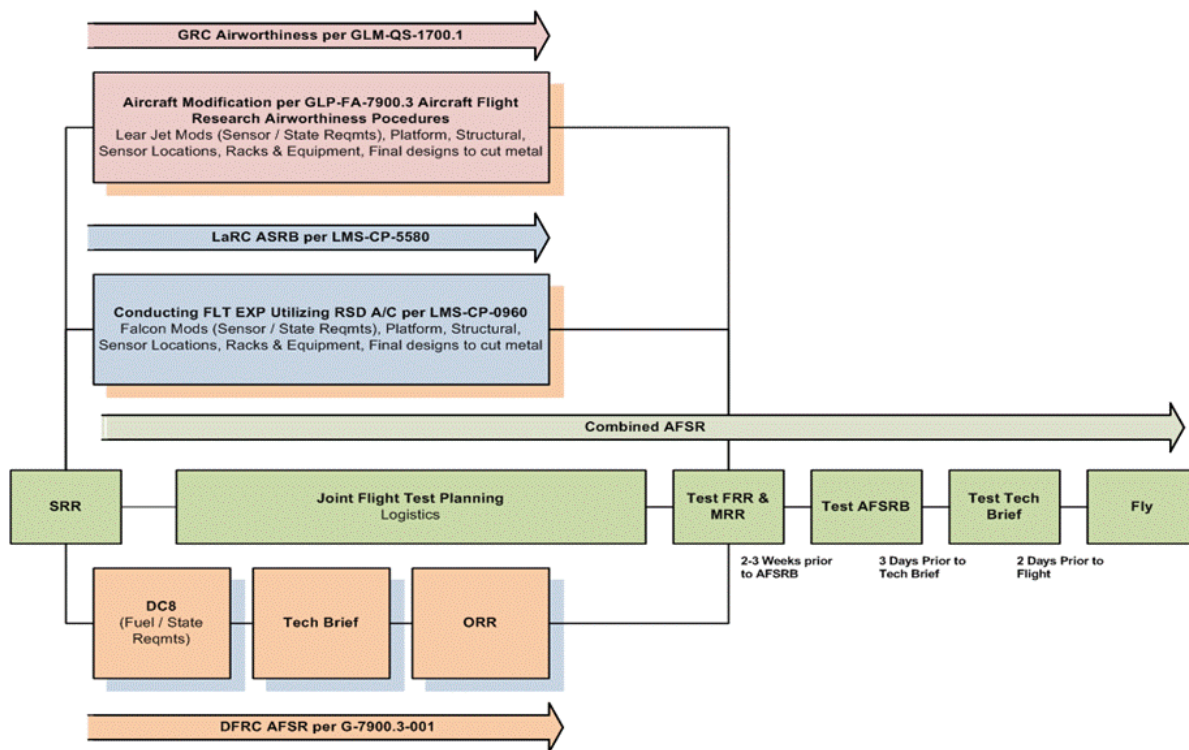 GRC Airworthiness per GLM-QS-1700.1
Aircraft Modification per GLP-FA-7900.3 Aircraft Flight
Research Airworthiness Pocedures
Lear Jet Mods (Sensor / State Reqmts), Platform, Structural,
Sensor Locations, Racks & Equipment, Final designs to cut metal
LaRC ASRB per LMS-CP-5580
Conducting FLT EXP Utilizing RSD A/C per LMS-CP-0960
Falcon Mods (Sensor / State Reqmts), Platform, Structural,
Sensor Locations, Racks & Equipment, Final designs to cut metal
Combined AFSR
SRR
Joint Flight Test Planning
Logistics
Test FRR &
MRR
Test AFSRB
Test Tech
Brief
Fly
2-3 Weeks prior
to AFSRB
3 Days Prior to
Tech Brief
2 Days Prior to
Flight
DC8
(Fuel / State
Reqmts)
Tech Brief
ORR
DFRC AFSR per G-7900.3-001